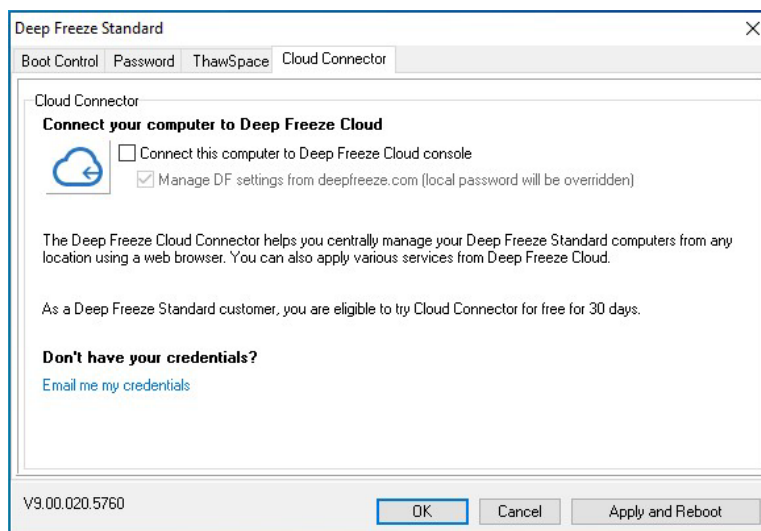 Deep Freeze Standard
Boot Control Password ThawSpace Cloud Connector
Cloud Connector
Connect your computer to Deep Freeze Cloud
Connect this computer to Deep Freeze Cloud console
Manage DF settings from deepfreeze.com (local password will be overridden)
The Deep Freeze Cloud Connector helps you centrally manage your Deep Freeze Standard computers from any
location using a web browser. You can also apply various services from Deep Freeze Cloud.
As a Deep Freeze Standard customer, you are eligible to try Cloud Connector for free for 30 days.
Don't have your credentials?
Email me my credentials
V9.00.020.5760
OK Cancel Apply and Reboot